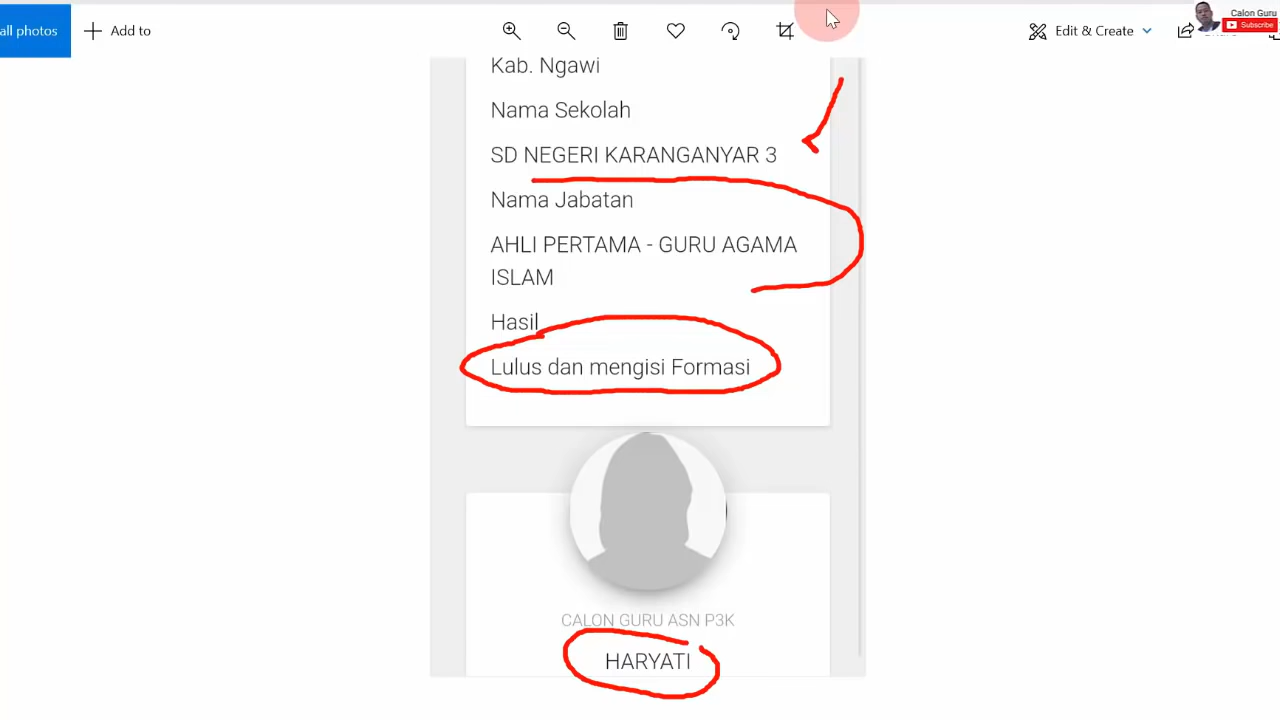 all photos
Add to
Edit & Create
Calon Guru
Subscribe
Kab. Ngawi
Nama Sekolah
SD NEGERI KARANGANYAR 3
Nama Jabatan
AHLI PERTAMA - GURU AGAMA
ISLAM
Hasil
Lulus dan mengisi Formasi
CALON GURU ASN P3K
HARYATI